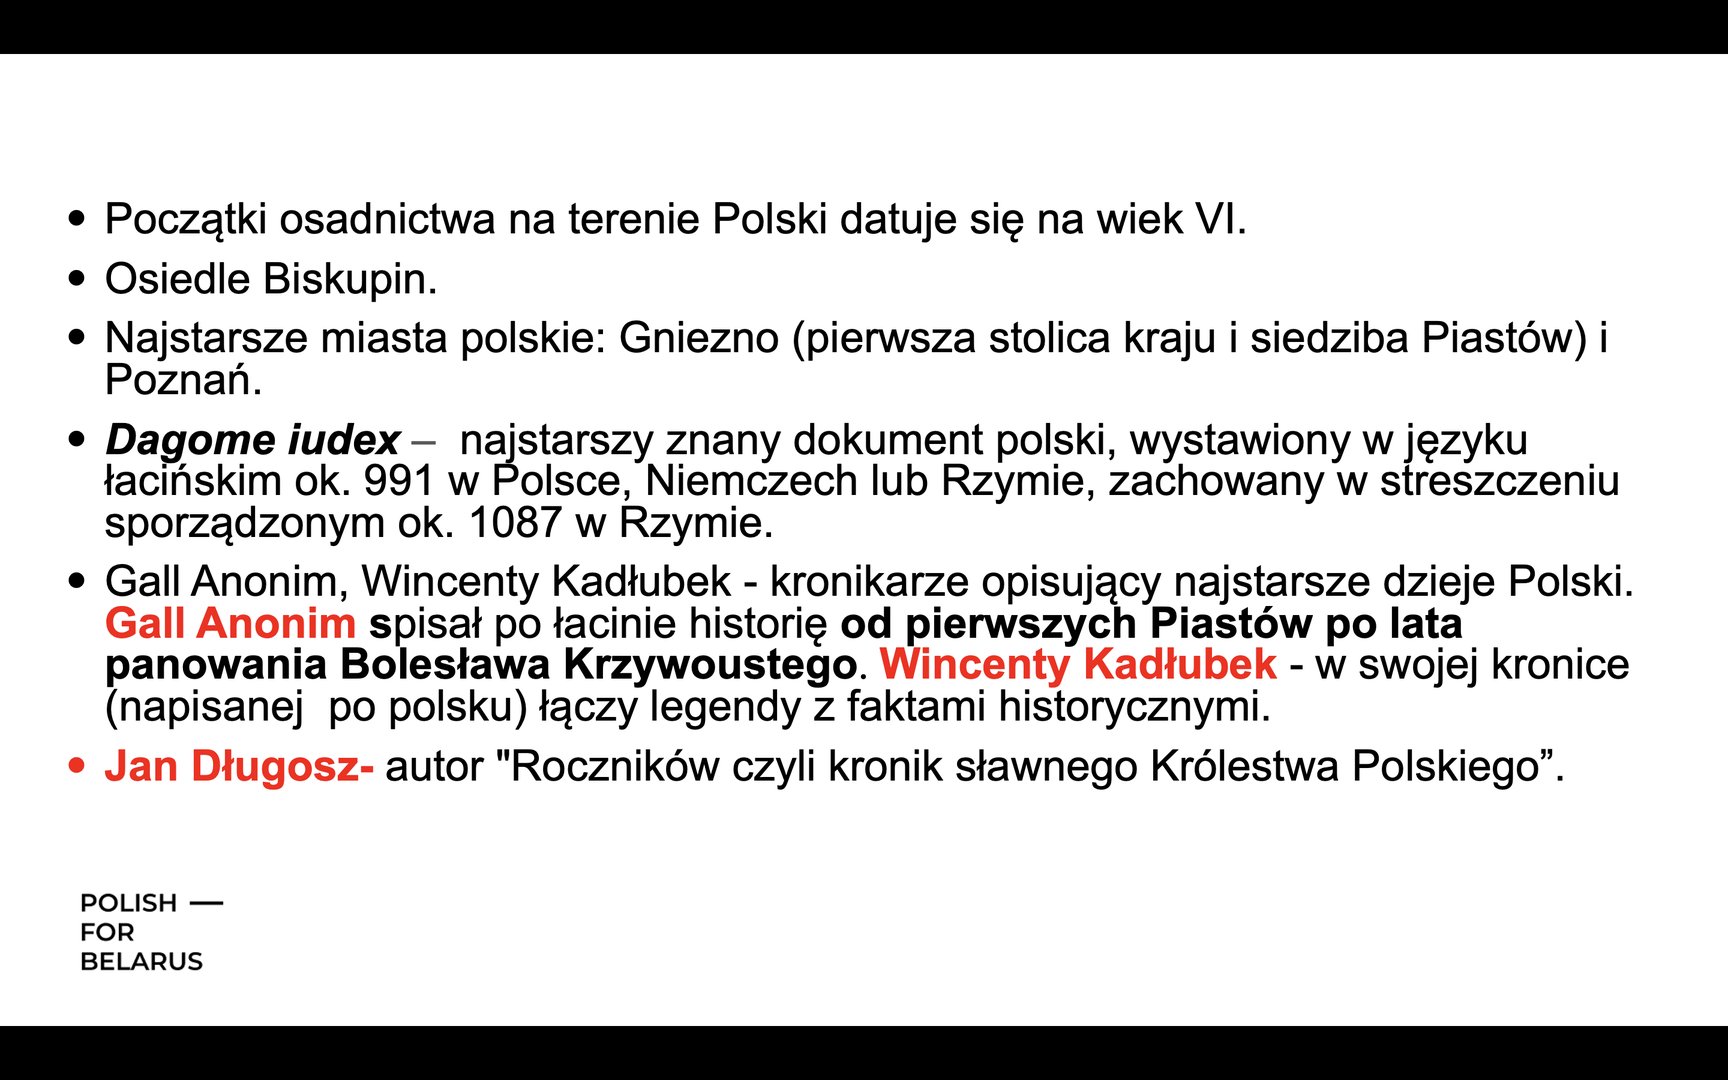 • Początki osadnictwa na terenie Polski datuje się na wiek VI.
• Osiedle Biskupin.
• Najstarsze miasta polskie: Gniezno (pierwsza stolica kraju i siedziba Piastów) i
Poznań.
• Dagome iudex –  najstarszy znany dokument polski, wystawiony w języku
łacińskim ok. 991 w Polsce, Niemczech lub Rzymie, zachowany w streszczeniu
sporządzonym ok. 1087 w Rzymie.
• Gall Anonim, Wincenty Kadłubek - kronikarze opisujący najstarsze dzieje Polski.
Gall Anonim spisał po łacinie historię od pierwszych Piastów po lata
panowania Bolesława Krzywoustego. Wincenty Kadłubek - w swojej kronice
(napisanej  po polsku) łączy legendy z faktami historycznymi.
• Jan Długosz- autor "Roczników czyli kronik sławnego Królestwa Polskiego”.
POLISH —
FOR
BELARUS